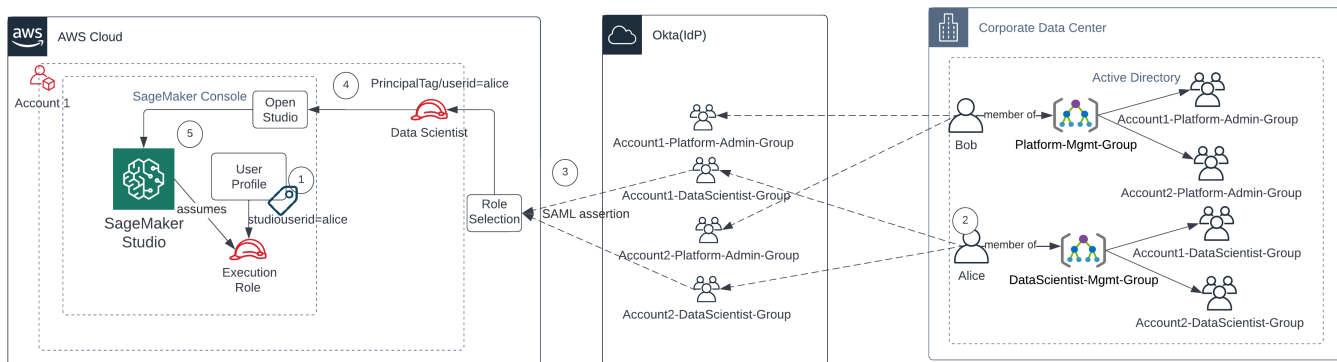 aws
AWS Cloud
Account 1
SageMaker Console
Open
Studio
4
PrincipalTag/userid=alice
Data Scientist
5
User
Profile
1
studiouserid=alice
assumes
SageMaker
Studio
Execution
Role
Role
Selection
3
SAML assertion
Okta(IdP)
Account1-Platform-Admin-Group
Account1-DataScientist-Group
Account2-Platform-Admin-Group
Account2-DataScientist-Group
Corporate Data Center
Active Directory
Bob
member of
Platform-Mgmt-Group
Account1-Platform-Admin-Group
Account2-Platform-Admin-Group
2
Alice
member of
DataScientist-Mgmt-Group
Account1-DataScientist-Group
Account2-DataScientist-Group